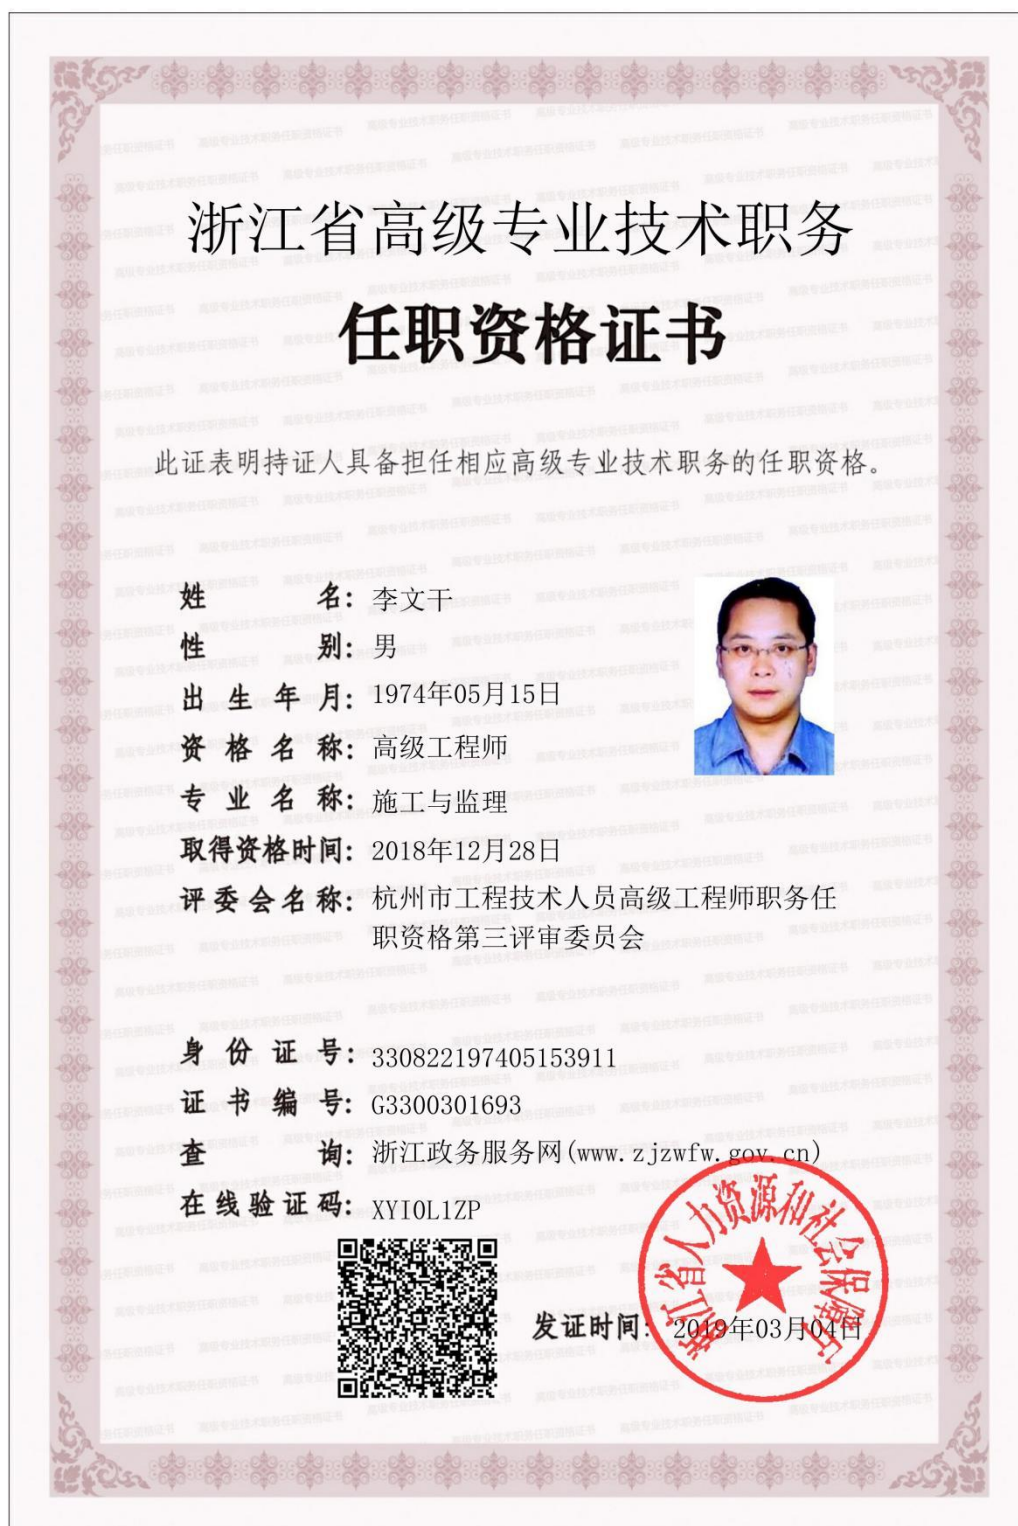 浙江省高级专业技术职务
任职资格证书
此证表明持证人具备担任相应高级专业技术职务的任职资格。
姓名：李文干
性别：男
出生年月：1974年05月15日
资格名称：高级工程师
专业名称：施工与监理
取得资格时间：2018年12月28日
评委会名称：杭州市工程技术人员高级工程师职务任
职资格第三评审委员会
身份证号：330822197405153911
证书编号：G3300301693
查询：浙江政务服务网(www.zjzwfw.gov.cn)
在线验证码：XYI0L1ZP
浙江省人力资源和社会保障厅
发证时间：2019年03月04日